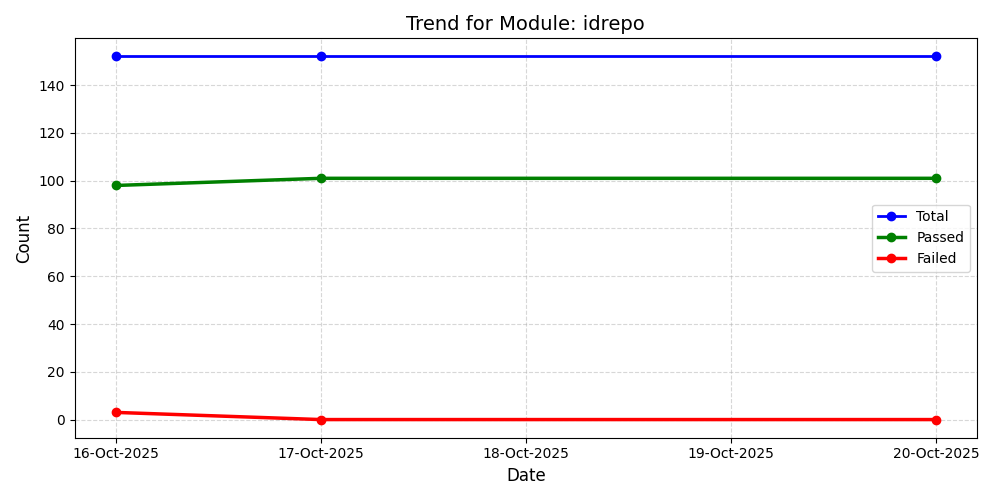 Trend for Module: idrepo
Count
140
120
100
80
60
40
20
0
Total
Passed
Failed
16-Oct-2025
17-Oct-2025
18-Oct-2025
19-Oct-2025
20-Oct-2025
Date